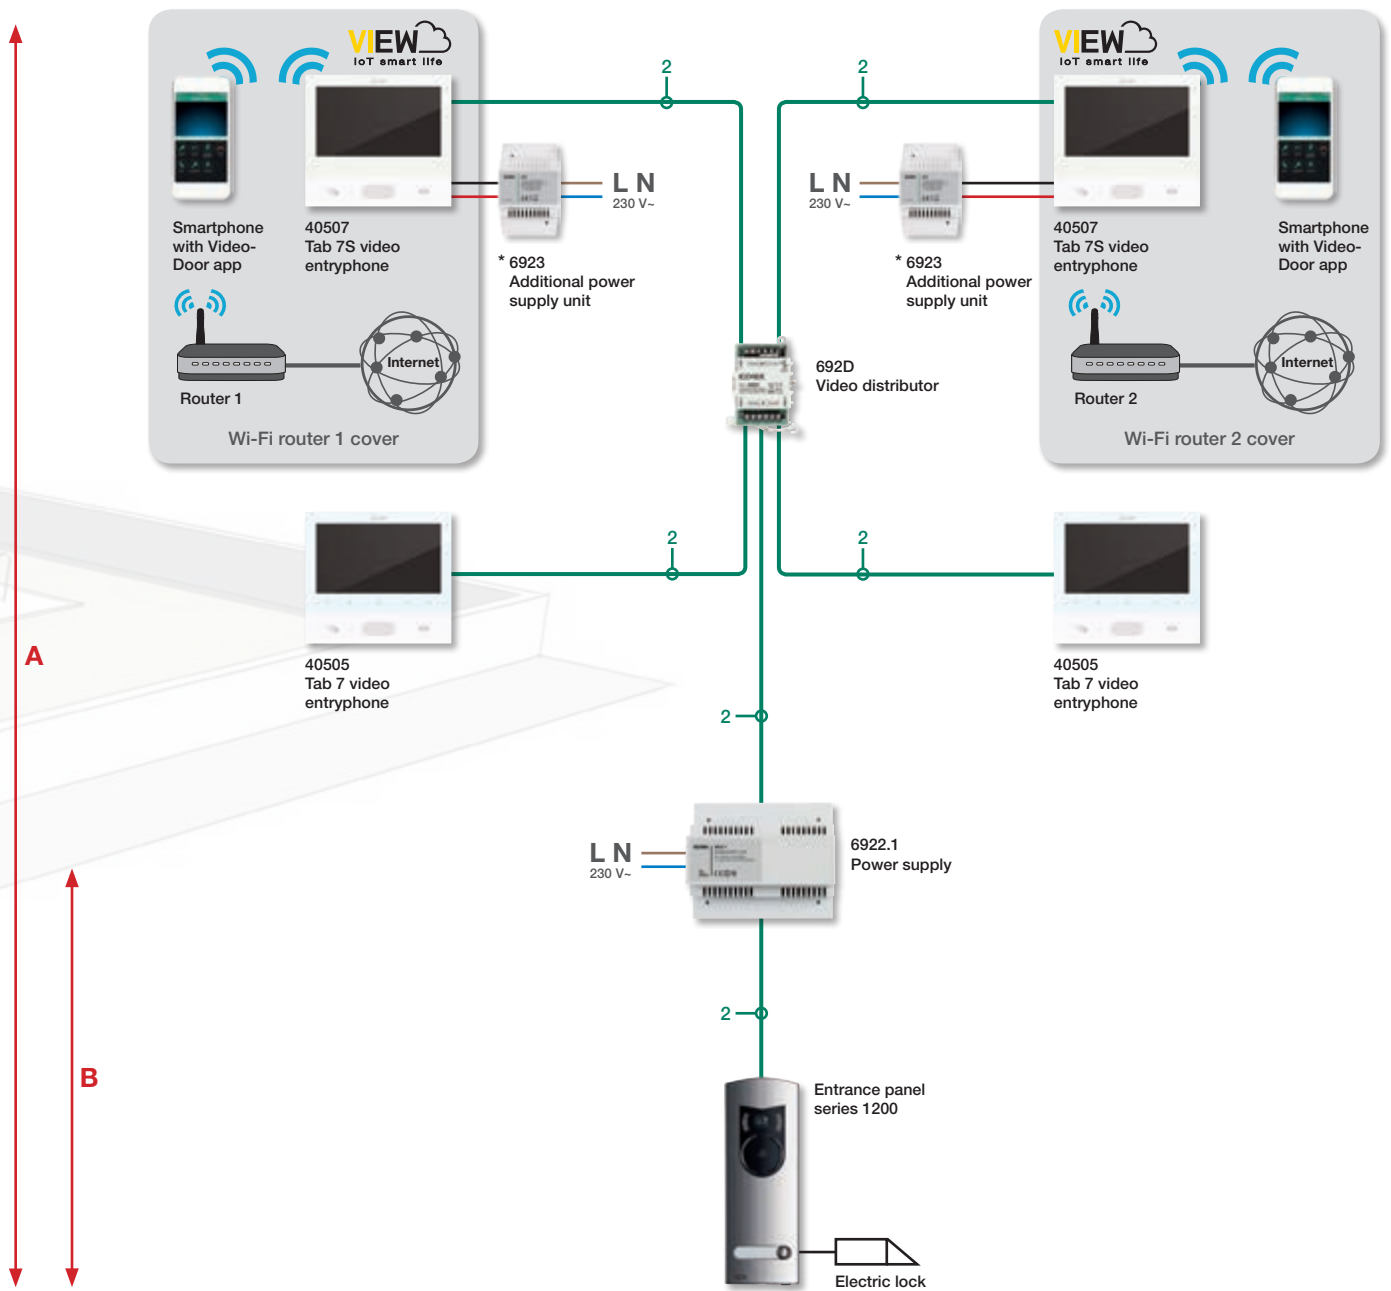 VIEW
IoT smart life
VIEW
IoT smart life
2
2
L N
230 V~
L N
230 V~
Smartphone
with Video-
Door app
40507
Tab 7S video
entryphone
* 6923
Additional power
supply unit
* 6923
Additional power
supply unit
40507
Tab 7S video
entryphone
Smartphone
with Video-
Door app
Internet
Router 1
Wi-Fi router 1 cover
692D
Video distributor
Internet
Router 2
Wi-Fi router 2 cover
2
2
A
40505
Tab 7 video
entryphone
40505
Tab 7 video
entryphone
2
L N
230 V~
6922.1
Power supply
2
B
Entrance panel
series 1200
Electric lock